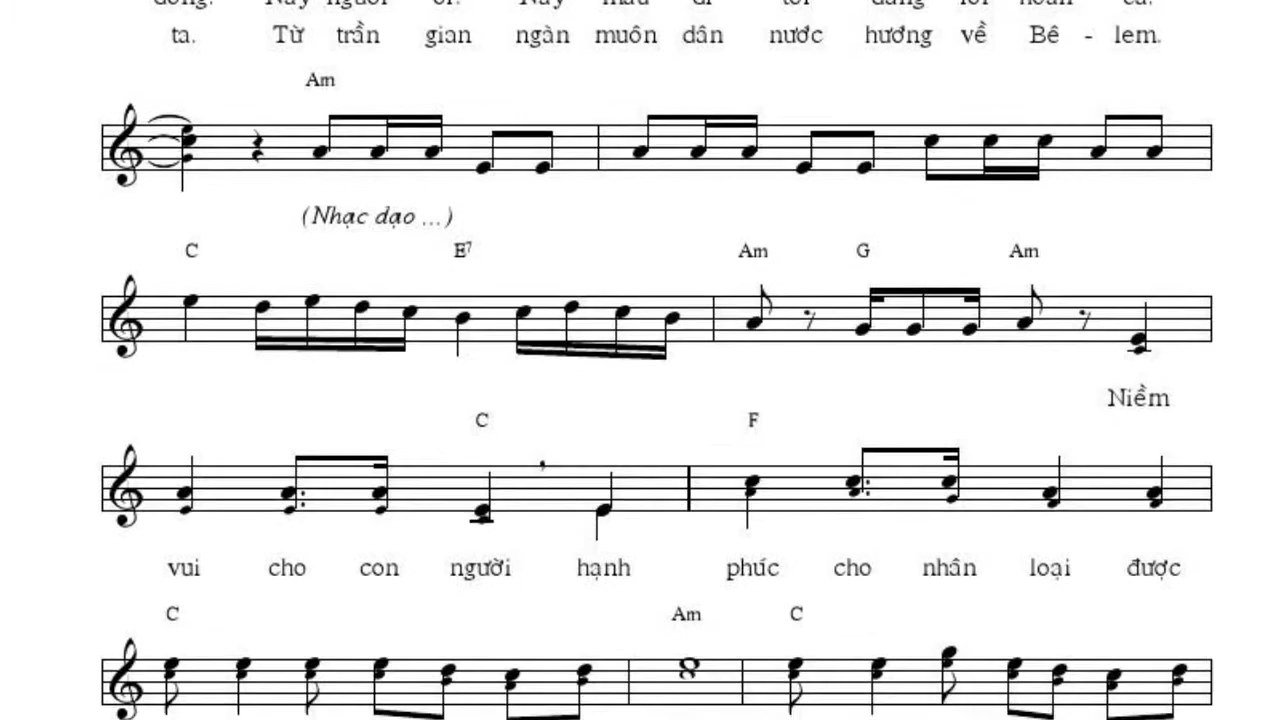 ta. Từ trần gian ngàn muôn dân nước hướng về Bê - lem.
Am
(Nhạc dạo ...)
C E7
Am G Am
Niềm
C F
vui cho con người hạnh phúc cho nhân loại được
C Am C